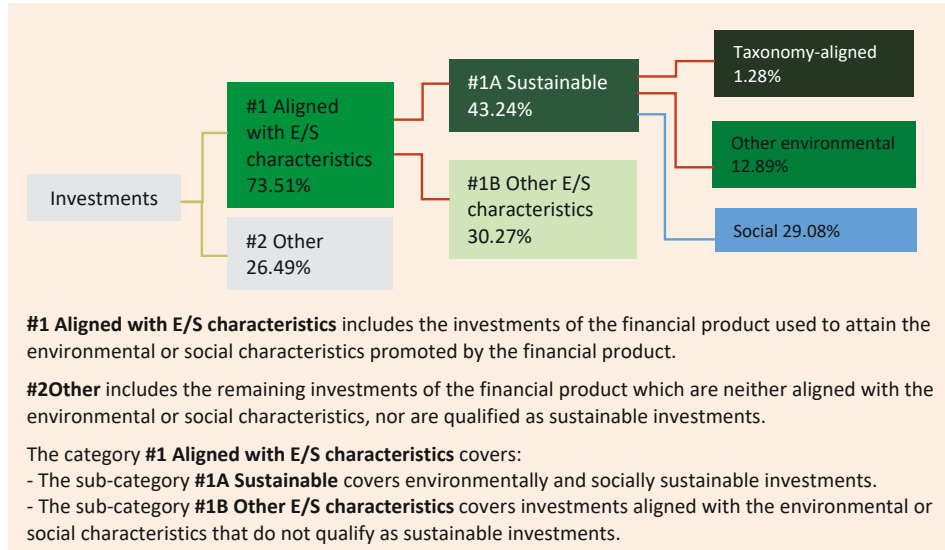 Investments
#1 Aligned
with E/S
characteristics
73.51%
#2 Other
26.49%
#1A Sustainable
43.24%
#1B Other E/S
characteristics
30.27%
Taxonomy-aligned
1.28%
Other environmental
12.89%
Social 29.08%
#1 Aligned with E/S characteristics includes the investments of the financial product used to attain the
environmental or social characteristics promoted by the financial product.
#2Other includes the remaining investments of the financial product which are neither aligned with the
environmental or social characteristics, nor are qualified as sustainable investments.
The category #1 Aligned with E/S characteristics covers:
- The sub-category #1A Sustainable covers environmentally and socially sustainable investments.
- The sub-category #1B Other E/S characteristics covers investments aligned with the environmental or
social characteristics that do not qualify as sustainable investments.